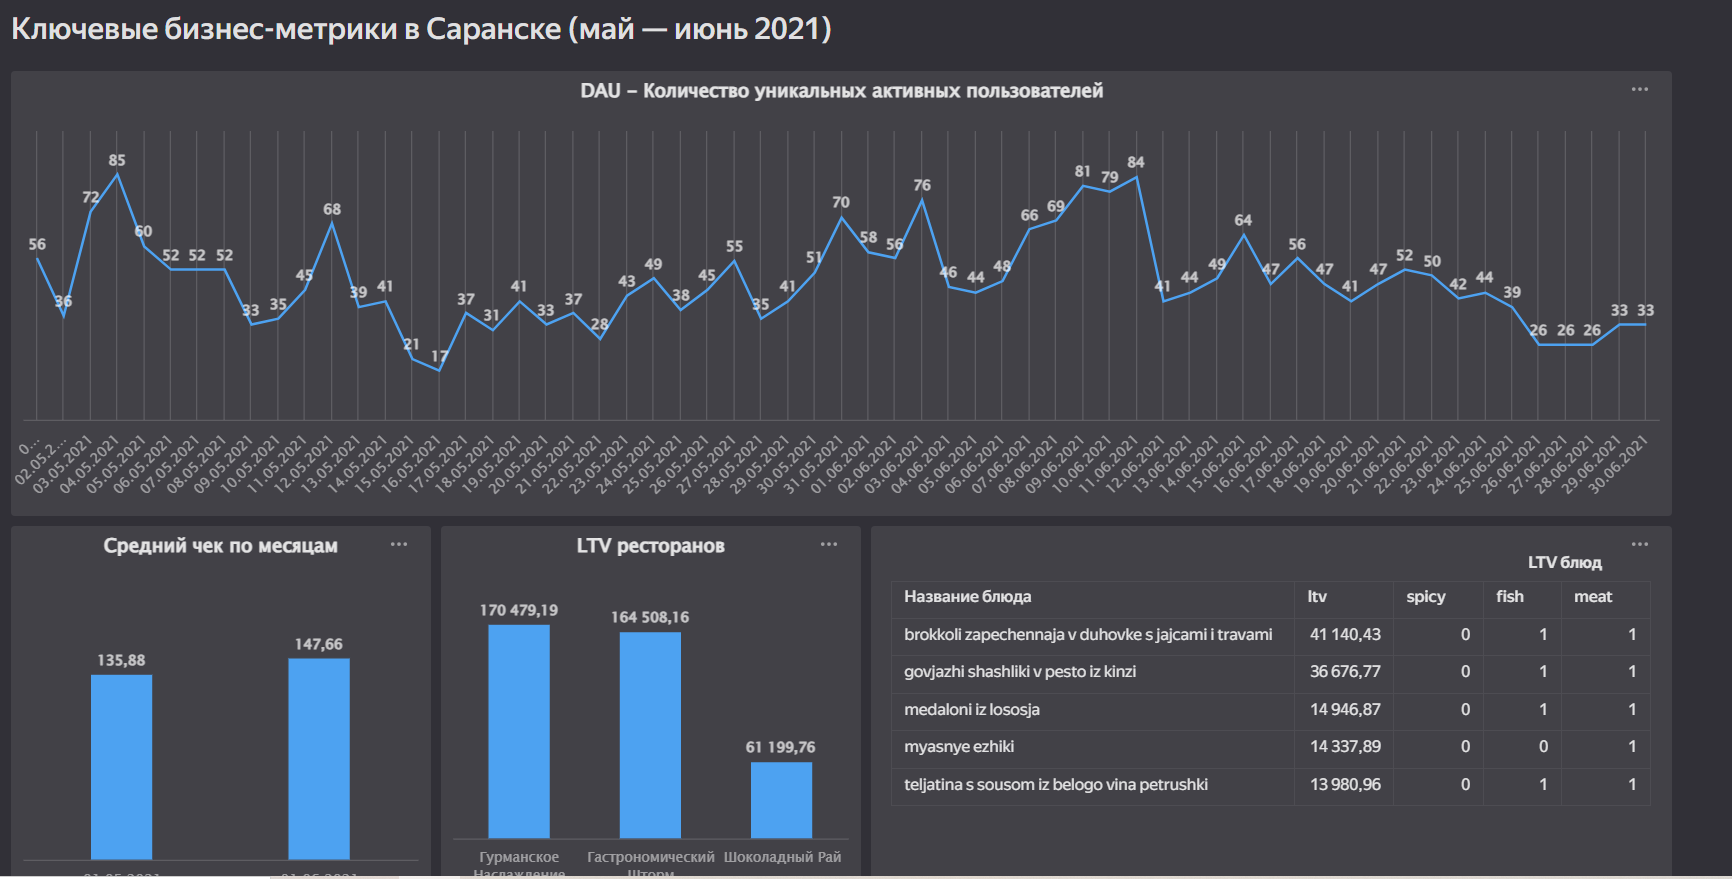 Ключевые бизнес-метрики в Саранске (май — июнь 2021)
DAU – Количество уникальных активных пользователей
56 36 72 85 60 52 52 52 33 35 45 68 39 41 21 17 37 31 41 33 37 28 43 49 38 45 55 35 41 51 70 58 56 76 46 44 48 66 69 81 79 84 41 44 49 64 47 56 47 41 47 52 50 42 44 39 26 26 26 33 33
0... 02.05.2... 03.05.2021 04.05.2021 05.05.2021 06.05.2021 07.05.2021 08.05.2021 09.05.2021 10.05.2021 11.05.2021 12.05.2021 13.05.2021 14.05.2021 15.05.2021 16.05.2021 17.05.2021 18.05.2021 19.05.2021 20.05.2021 21.05.2021 22.05.2021 23.05.2021 24.05.2021 25.05.2021 26.05.2021 27.05.2021 28.05.2021 29.05.2021 30.05.2021 31.05.2021 01.06.2021 02.06.2021 03.06.2021 04.06.2021 05.06.2021 06.06.2021 07.06.2021 08.06.2021 09.06.2021 10.06.2021 11.06.2021 12.06.2021 13.06.2021 14.06.2021 15.06.2021 16.06.2021 17.06.2021 18.06.2021 19.06.2021 20.06.2021 21.06.2021 22.06.2021 23.06.2021 24.06.2021 25.06.2021 26.06.2021 27.06.2021 28.06.2021 29.06.2021 30.06.2021
Средний чек по месяцам
135,88 147,66
01.05.2021 01.06.2021
LTV ресторанов
170 479,19 164 508,16 61 199,76
Гурманское Гастрономический Шоколадный Рай
Наслаждение Шторм
LTV блюд
Название блюда ltv spicy fish meat
brokkoli zapechennaja v duhovke s jajcami i travami 41 140,43 0 1 1
govjazhi shashliki v pesto iz kinzi 36 676,77 0 1 1
medaloni iz lososja 14 946,87 0 1 1
myasnye ezhiki 14 337,89 0 0 1
teljatina s sousom iz belogo vina petrushki 13 980,96 0 1 1